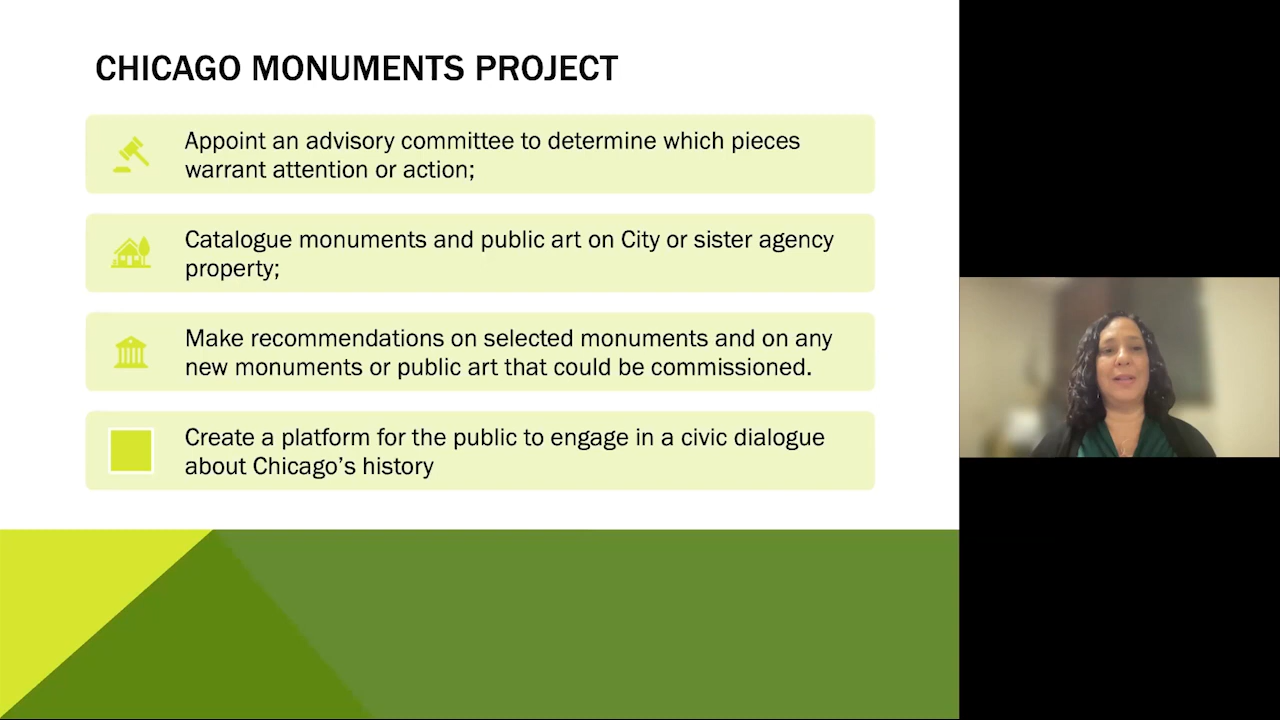 CHICAGO MONUMENTS PROJECT
Appoint an advisory committee to determine which pieces
warrant attention or action;
Catalogue monuments and public art on City or sister agency
property;
Make recommendations on selected monuments and on any
new monuments or public art that could be commissioned.
Create a platform for the public to engage in a civic dialogue
about Chicago’s history